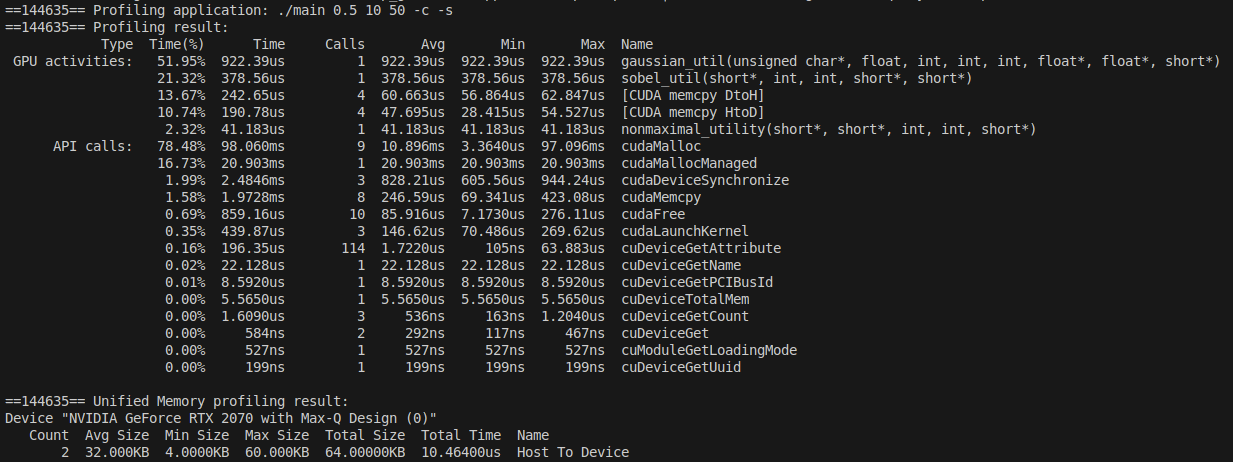 ==144635== Profiling application: ./main 0.5 10 50 -c -s
==144635== Profiling result:
Type Time(%) Time Calls Avg Min Max Name
GPU activities: 51.95% 922.39us 1 922.39us 922.39us 922.39us gaussian_util(unsigned char*, float, int, int, int, float*, float*, short*)
21.32% 378.56us 1 378.56us 378.56us 378.56us sobel_util(short*, int, int, short*, short*)
13.67% 242.65us 4 60.663us 56.864us 62.847us [CUDA memcpy DtoH]
10.74% 190.78us 4 47.695us 28.415us 54.527us [CUDA memcpy HtoD]
2.32% 41.183us 1 41.183us 41.183us 41.183us nonmaximal_utility(short*, short*, int, int, short*)
API calls: 78.48% 98.060ms 9 10.896ms 3.3640us 97.096ms cudaMalloc
16.73% 20.903ms 1 20.903ms 20.903ms 20.903ms cudaMallocManaged
1.99% 2.4846ms 3 828.21us 605.56us 944.24us cudaDeviceSynchronize
1.58% 1.9728ms 8 246.59us 69.341us 423.08us cudaMemcpy
0.69% 859.16us 10 85.916us 7.1730us 276.11us cudaFree
0.35% 439.87us 3 146.62us 70.486us 269.62us cudaLaunchKernel
0.16% 196.35us 114 1.7220us 105ns 63.883us cuDeviceGetAttribute
0.02% 22.128us 1 22.128us 22.128us 22.128us cuDeviceGetName
0.01% 8.5920us 1 8.5920us 8.5920us 8.5920us cuDeviceGetPCIBusId
0.00% 5.5650us 1 5.5650us 5.5650us 5.5650us cuDeviceTotalMem
0.00% 1.6090us 3 536ns 163ns 1.2040us cuDeviceGetCount
0.00% 584ns 2 292ns 117ns 467ns cuDeviceGet
0.00% 527ns 1 527ns 527ns 527ns cuModuleGetLoadingMode
0.00% 199ns 1 199ns 199ns 199ns cuDeviceGetUuid
==144635== Unified Memory profiling result:
Device "NVIDIA GeForce RTX 2070 with Max-Q Design (0)"
Count Avg Size Min Size Max Size Total Size Total Time Name
2 32.000KB 4.0000KB 60.000KB 64.00000KB 10.46400us Host To Device